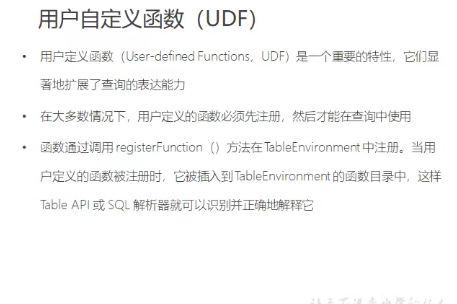 用户自定义函数（UDF）
• 用户定义函数（User-defined Functions，UDF）是一个重要的特性，它们显
著地扩展了查询的表达能力
• 在大多数情况下，用户定义的函数必须先注册，然后才能在查询中使用
• 函数通过调用 registerFunction（）方法在 TableEnvironment 中注册。当用
户定义的函数被注册时，它被插入到 TableEnvironment 的函数目录中，这样
Table API 或 SQL 解析器就可以识别并正确地解释它